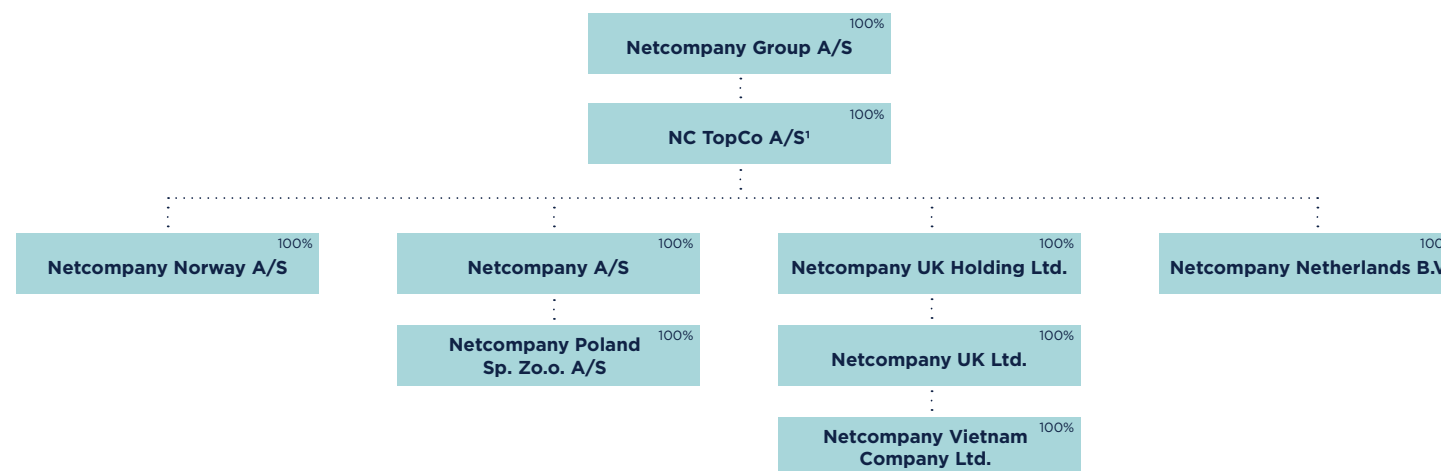 100%
Netcompany Group A/S
100%
NC TopCo A/S¹
100%
Netcompany Norway A/S
100%
Netcompany A/S
100%
Netcompany UK Holding Ltd.
Netcompany Netherlands
100%
Netcompany Poland
Sp. Zo.o. A/S
100%
Netcompany UK Ltd.
100%
Netcompany Vietnam
Company Ltd.